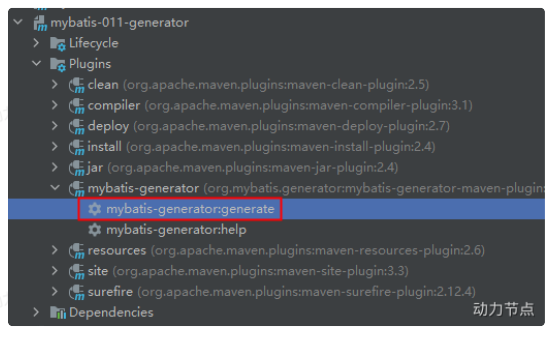 mybatis-011-generator
Lifecycle
Plugins
clean (org.apache.maven.plugins:maven-clean-plugin:2.5)
compiler (org.apache.maven.plugins:maven-compiler-plugin:3.1)
deploy (org.apache.maven.plugins:maven-deploy-plugin:2.7)
install (org.apache.maven.plugins:maven-install-plugin:2.4)
jar (org.apache.maven.plugins:maven-jar-plugin:2.4)
mybatis-generator (org.mybatis.generator:mybatis-generator-maven-plugin:
mybatis-generator:generate
mybatis-generator:help
resources (org.apache.maven.plugins:maven-resources-plugin:2.6)
site (org.apache.maven.plugins:maven-site-plugin:3.3)
surefire (org.apache.maven.plugins:maven-surefire-plugin:2.12.4)
Dependencies
动力节点